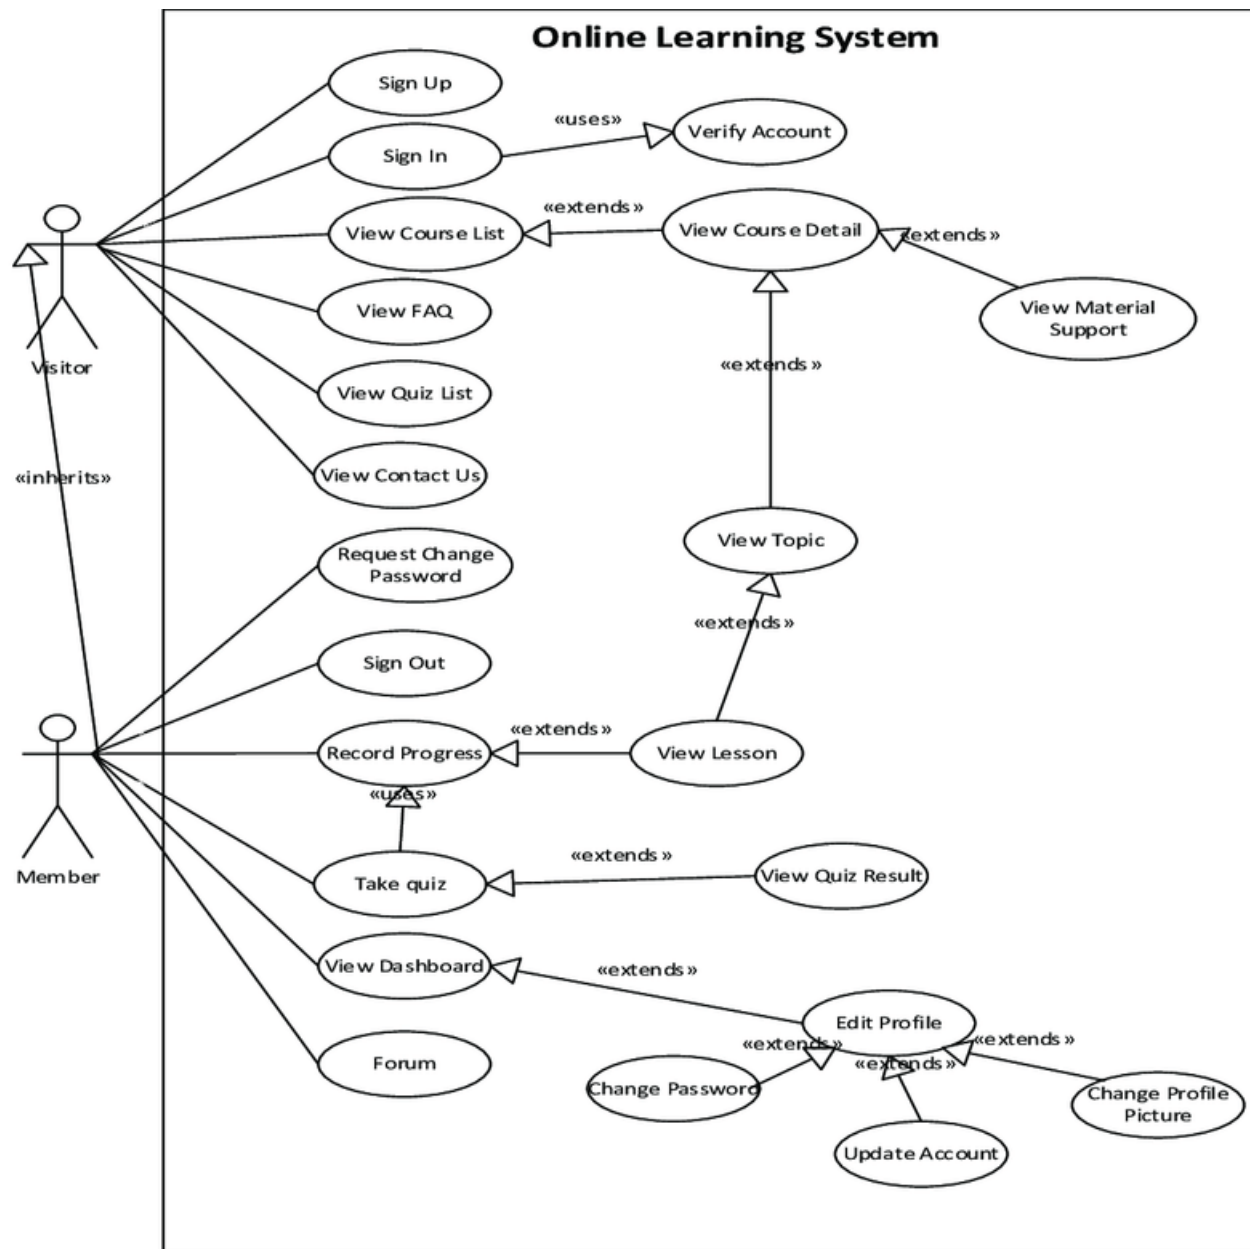 Online Learning System
Sign Up
«uses»
Verify Account
Sign In
«extends»
View Course List
View Course Detail
«extends»
View Material
Support
View FAQ
Visitor
«extends»
View Quiz List
«inherits»
View Contact Us
Request Change
Password
View Topic
«extends»
Sign Out
«extends»
Record Progress
View Lesson
«uses»
Member
Take quiz
«extends»
View Quiz Result
View Dashboard
«extends»
Edit Profile
«extends»
«extends»
«extends»
Forum
Change Password
Change Profile
Picture
Update Account